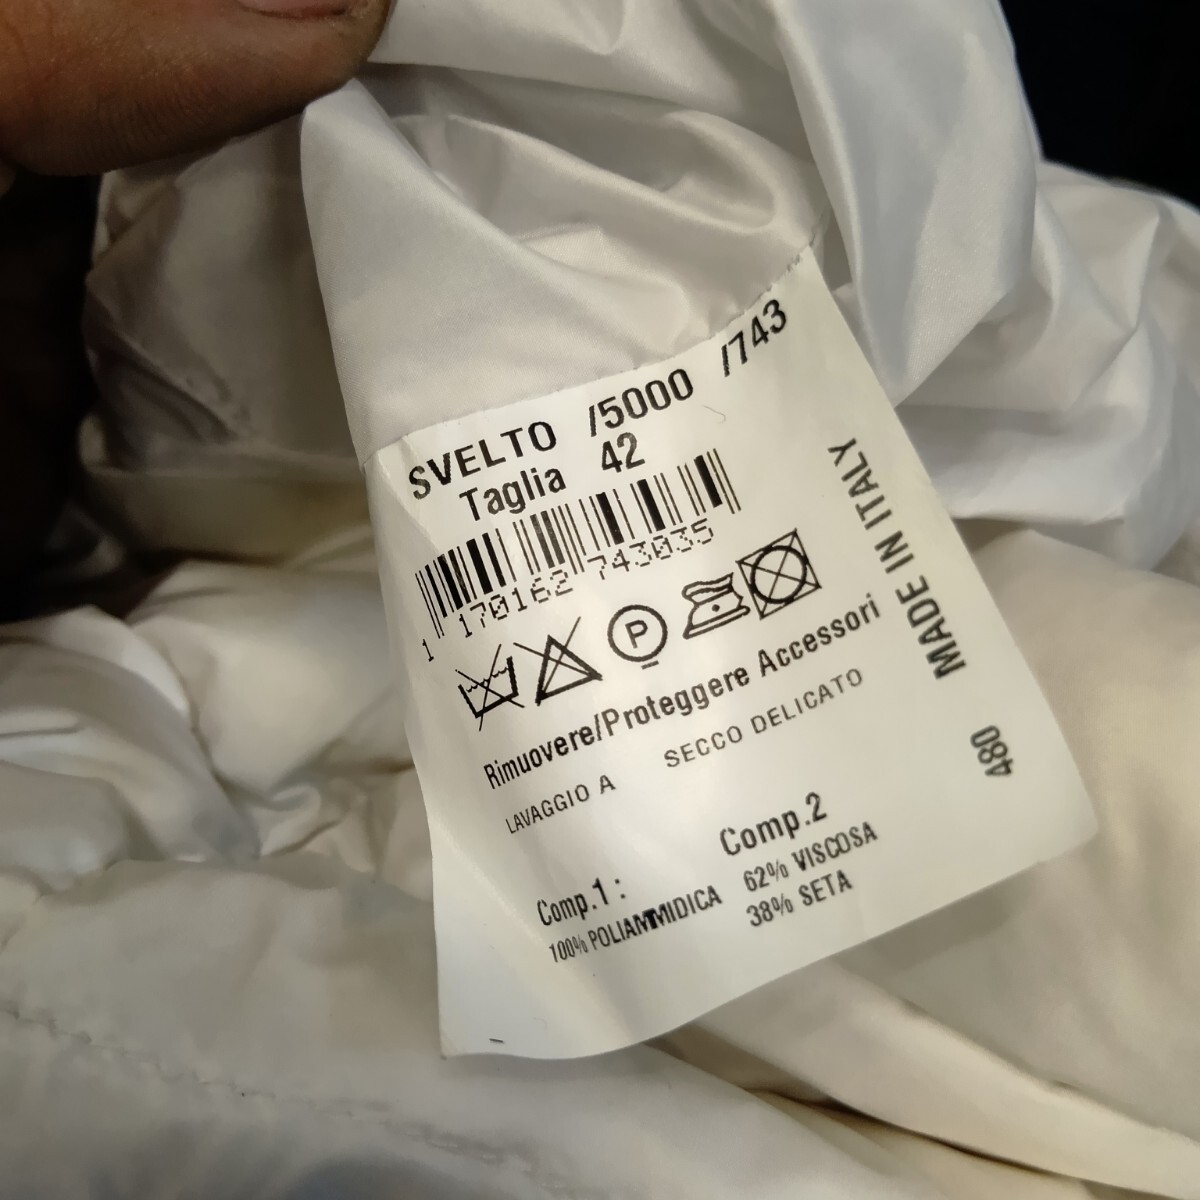 SVELTO /5000 /743
Taglia 42
1 170162 743035
P
Rimuovere/Proteggere Accessori
LAVAGGIO A SECCO DELICATO
Comp.1 :
100% POLIAMMIDICA
Comp.2
62% VISCOSA
38% SETA
MADE IN ITALY
480